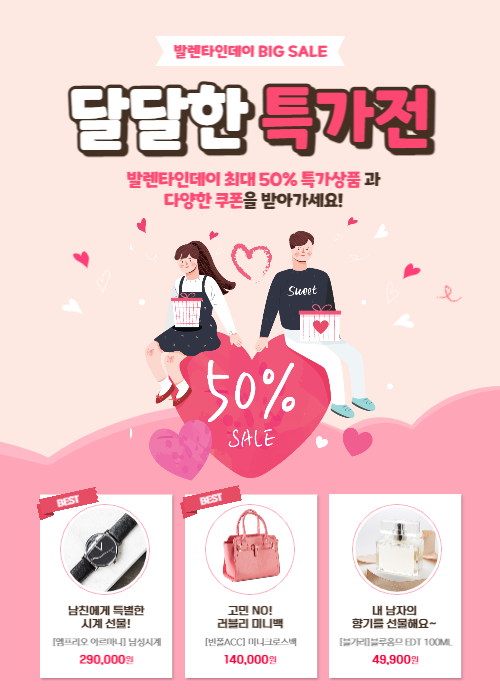 발렌타인데이 BIG SALE
달달한 특가전
발렌타인데이 최대 50% 특가상품 과
다양한 쿠폰을 받아가세요!
Sweet
50%
SALE
BEST
BEST
남친에게 특별한
시계 선물!
고민 NO!
러블리 미니백
내 남자의
향기를 선물해요~
[엠프리오 아르마니] 남성시계
[빈폴ACC] 미니크로스백
[불가리]블루옴므 EDT 100ML
290,000원
140,000원
49,900원